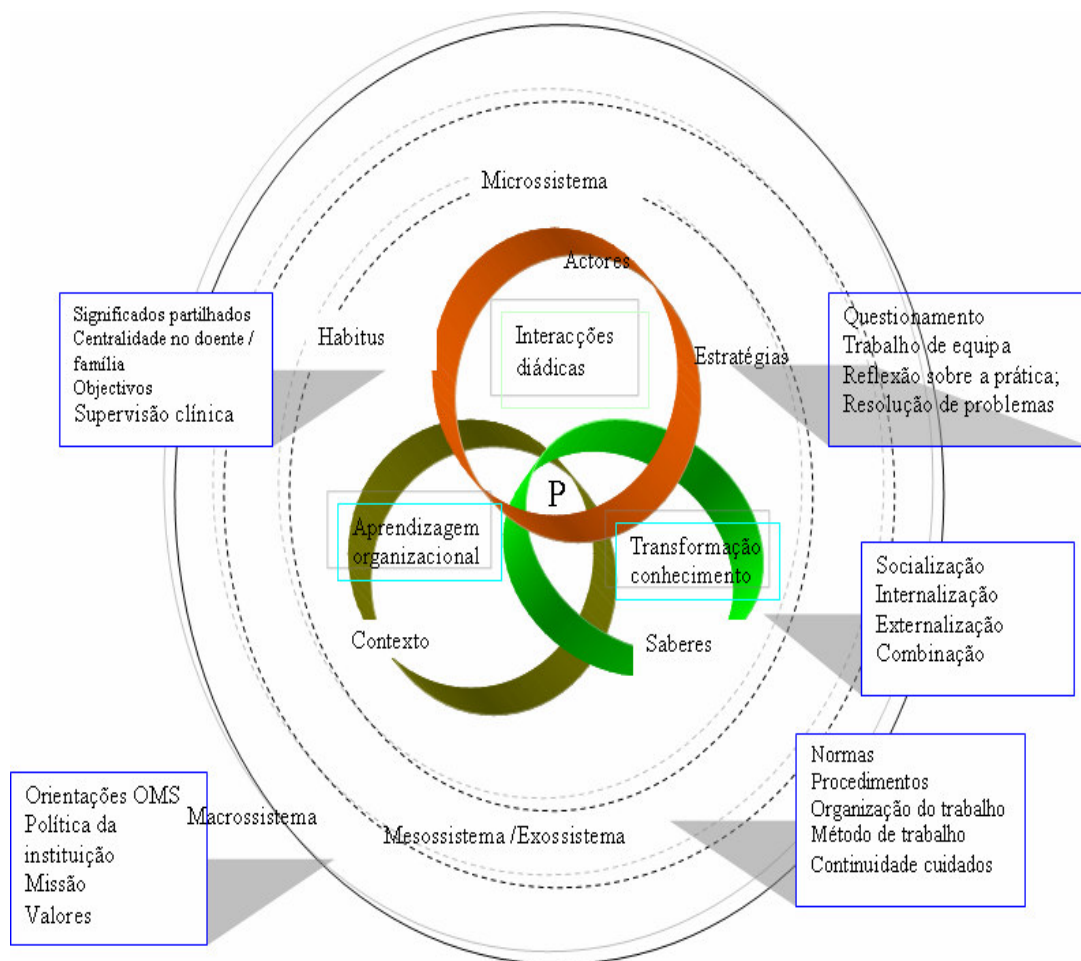 Microssistema
Actores
Significados partilhados
Centralidade no doente /
família
Objectivos
Supervisão clínica
Habitus
Interacções
diádicas
Estratégias
Questionamento
Trabalho de equipa
Reflexão sobre a prática;
Resolução de problemas
P
Aprendizagem
organizacional
Transformação
conhecimento
Socialização
Internalização
Externalização
Combinação
Contexto
Saberes
Normas
Procedimentos
Organização do trabalho
Método de trabalho
Continuidade cuidados
Orientações OMS
Política da
instituição
Missão
Valores
Macrossistema
Mesossistema /Exossistema